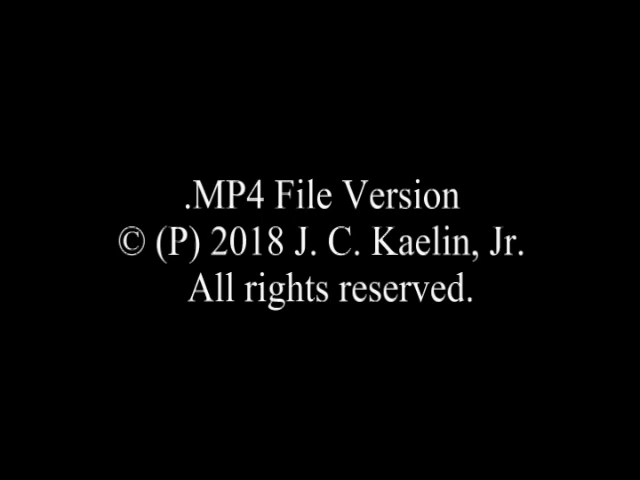 .MP4 File Version
© (P) 2018 J. C. Kaelin, Jr.
All rights reserved.